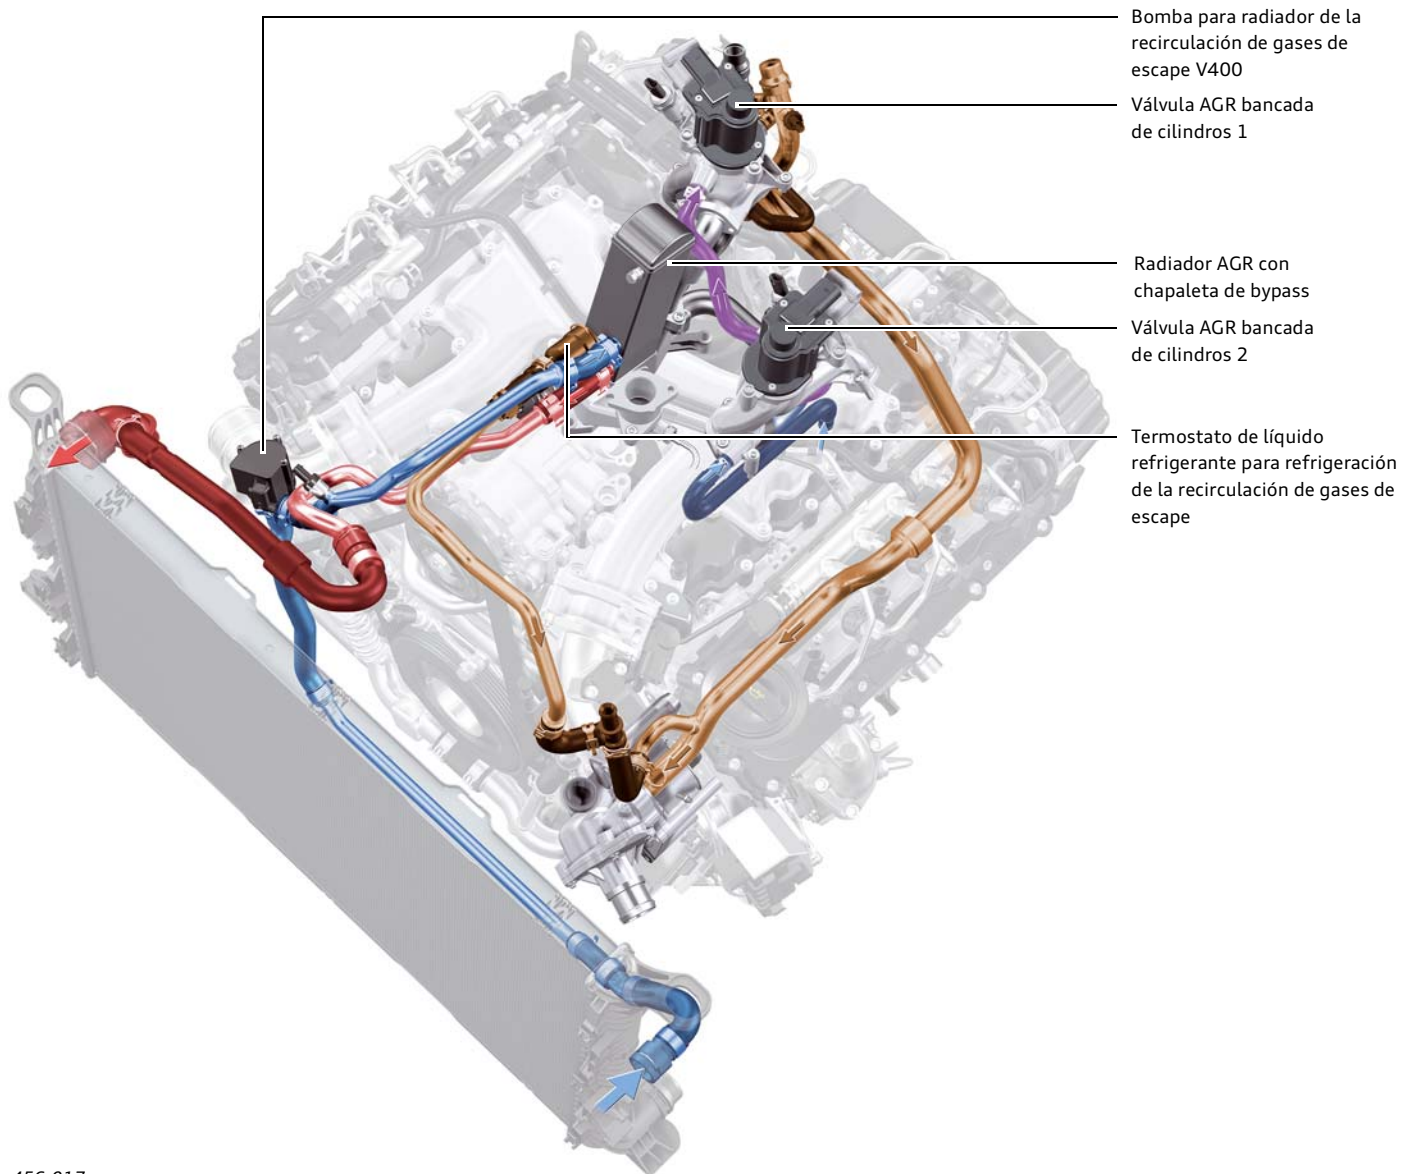 Bomba para radiador de la
recirculación de gases de
escape V400
Válvula AGR bancada
de cilindros 1
Radiador AGR con
chapaleta de bypass
Válvula AGR bancada
de cilindros 2
Termostato de líquido
refrigerante para refrigeración
de la recirculación de gases de
escape